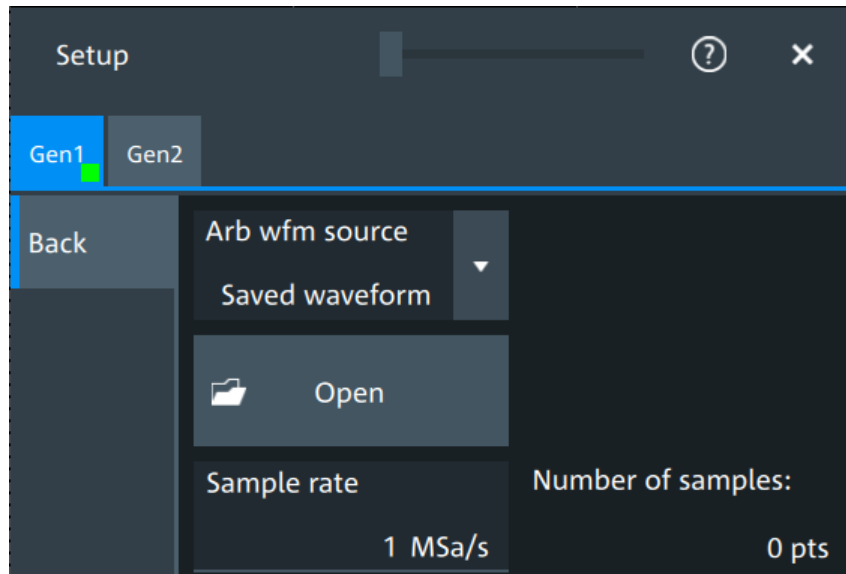 Setup
Gen1 Gen2
Back
Arb wfm source
Saved waveform
Open
Sample rate
1 MSa/s
Number of samples:
0 pts